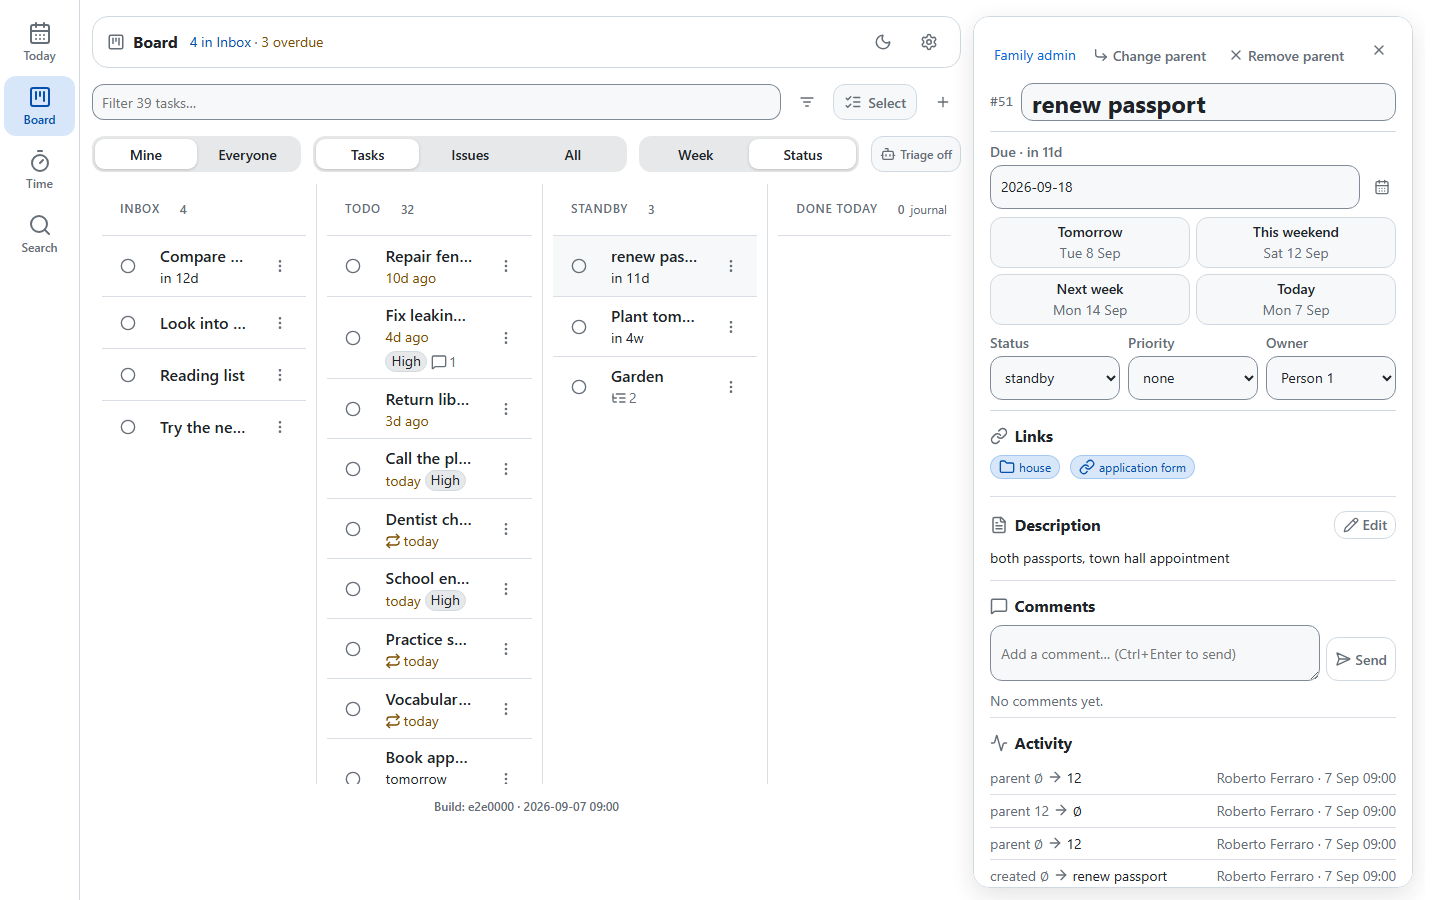 Today
Board
Time
Search
Board 4 in Inbox · 3 overdue
Filter 39 tasks...
Select
Mine Everyone
Tasks Issues All
Week Status
Triage off
INBOX 4
Compare ...
in 12d
Look into ...
Reading list
Try the ne...
TODO 32
Repair fen...
10d ago
Fix leakin...
4d ago
High 1
Return lib...
3d ago
Call the pl...
today High
Dentist ch...
today
School en...
today High
Practice s...
today
Vocabular...
today
Book app...
tomorrow
STANDBY 3
renew pas...
in 11d
Plant tom...
in 4w
Garden
2
DONE TODAY 0 journal
Build: e2e0000 · 2026-09-07 09:00
Family admin Change parent Remove parent
#51 renew passport
Due · in 11d
2026-09-18
Tomorrow
Tue 8 Sep
This weekend
Sat 12 Sep
Next week
Mon 14 Sep
Today
Mon 7 Sep
Status Priority Owner
standby none Person 1
Links
house application form
Description Edit
both passports, town hall appointment
Comments
Add a comment... (Ctrl+Enter to send)
Send
No comments yet.
Activity
parent ∅ → 12 Roberto Ferraro · 7 Sep 09:00
parent 12 → ∅ Roberto Ferraro · 7 Sep 09:00
parent ∅ → 12 Roberto Ferraro · 7 Sep 09:00
created ∅ → renew passport Roberto Ferraro · 7 Sep 09:00